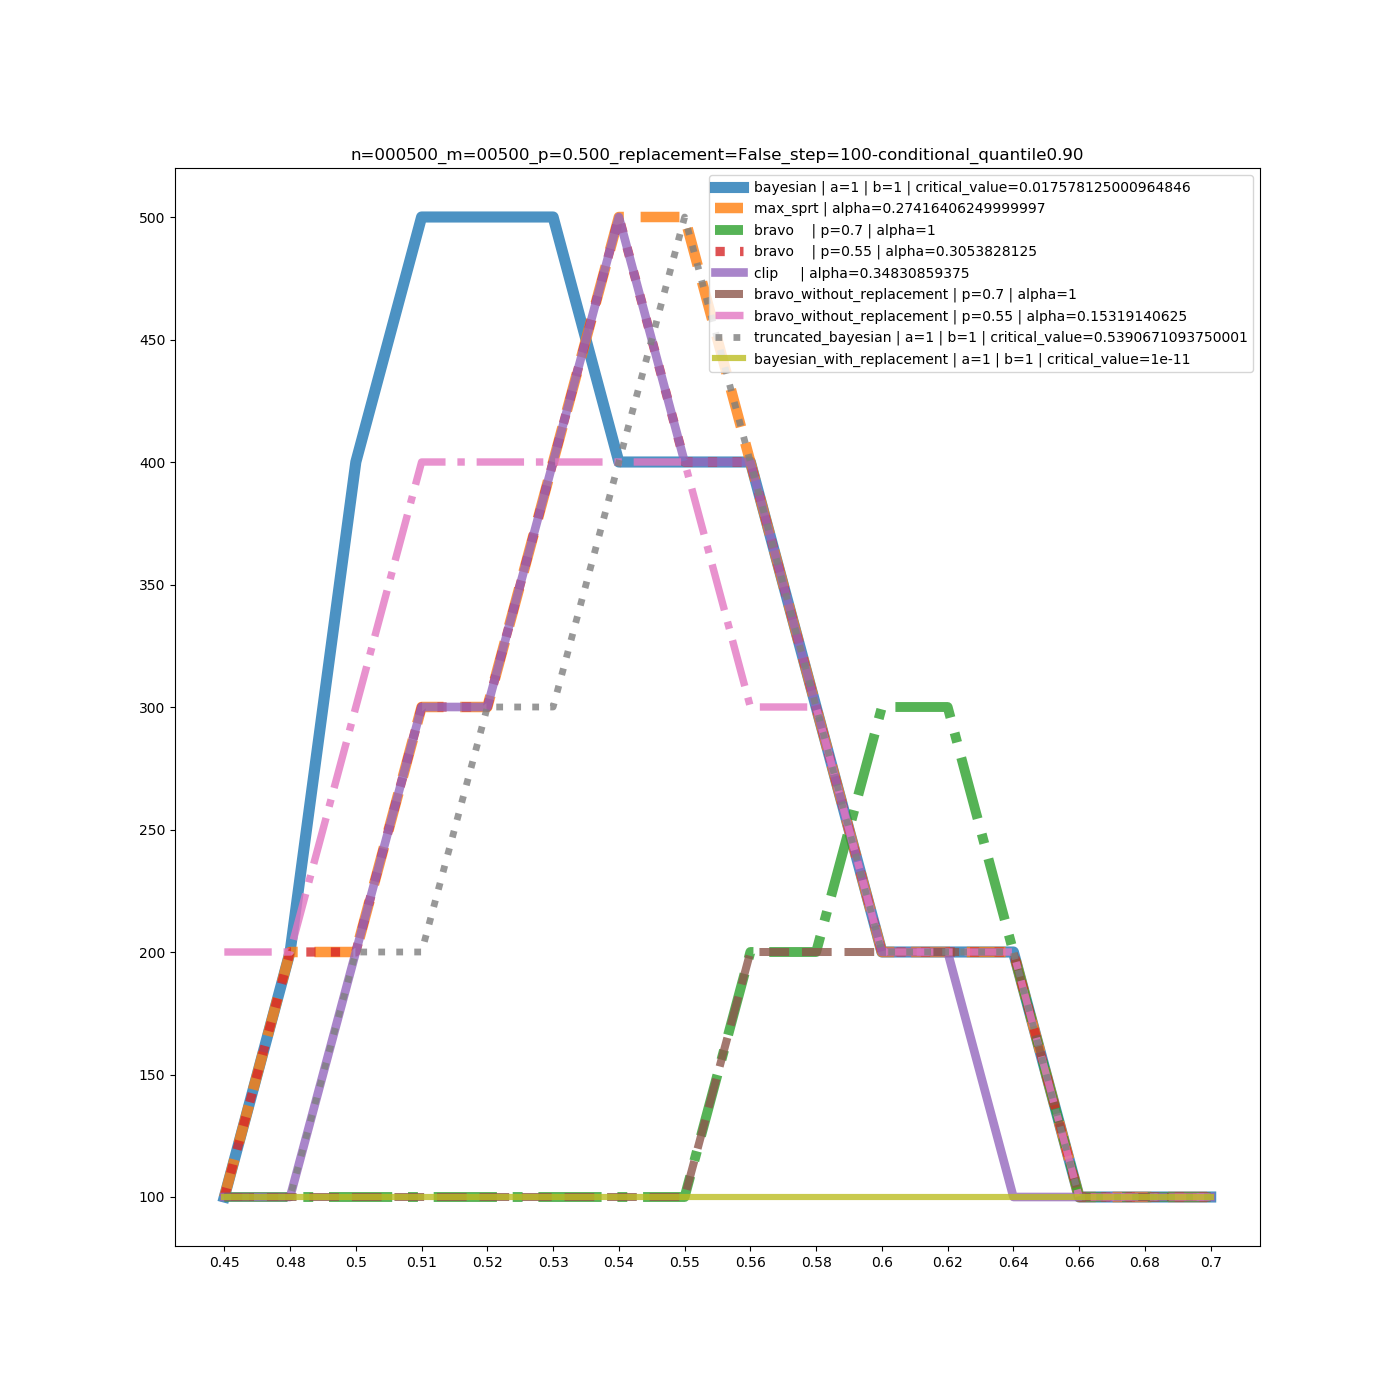 n=000500_m=00500_p=0.500_replacement=False_step=100-conditional_quantile0.90
bayesian | a=1 | b=1 | critical_value=0.017578125000964846
max_sprt | alpha=0.27416406249999997
bravo    | p=0.7 | alpha=1
bravo    | p=0.55 | alpha=0.3053828125
clip     | alpha=0.34830859375
bravo_without_replacement | p=0.7 | alpha=1
bravo_without_replacement | p=0.55 | alpha=0.15319140625
truncated_bayesian | a=1 | b=1 | critical_value=0.5390671093750001
bayesian_with_replacement | a=1 | b=1 | critical_value=1e-11
500
450
400
350
300
250
200
150
100
0.45 0.48 0.5 0.51 0.52 0.53 0.54 0.55 0.56 0.58 0.6 0.62 0.64 0.66 0.68 0.7